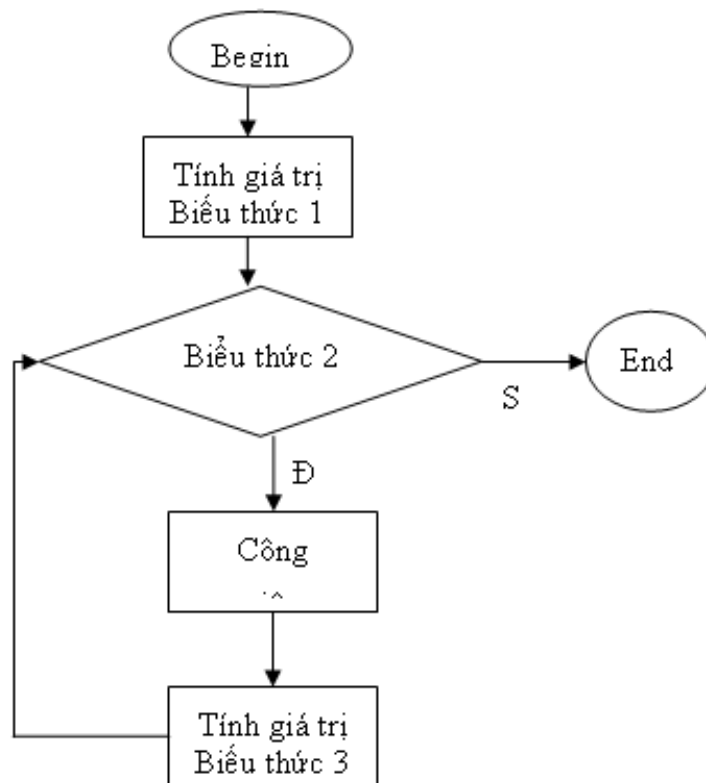 Begin
Tính giá trị
Biểu thức 1
Biểu thức 2
S
End
Đ
Công
Tính giá trị
Biểu thức 3